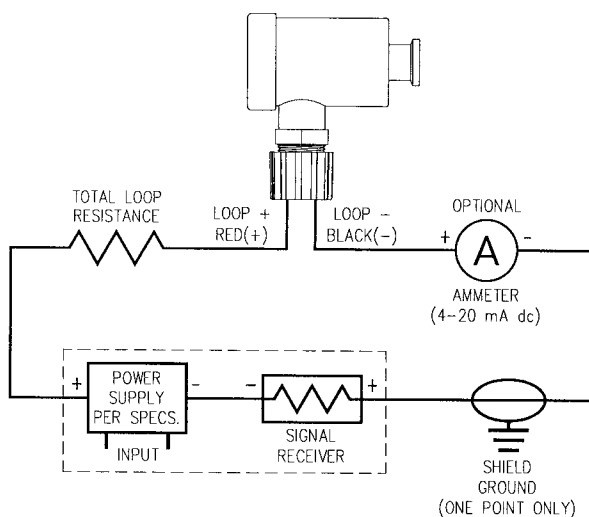 TOTAL LOOP
RESISTANCE
LOOP +
RED(+)
LOOP -
BLACK(-)
OPTIONAL
+
A
-
AMMETER
(4-20 mA dc)
+
POWER
SUPPLY
PER SPECS.
-
INPUT
-
+
SIGNAL
RECEIVER
SHIELD
GROUND
(ONE POINT ONLY)